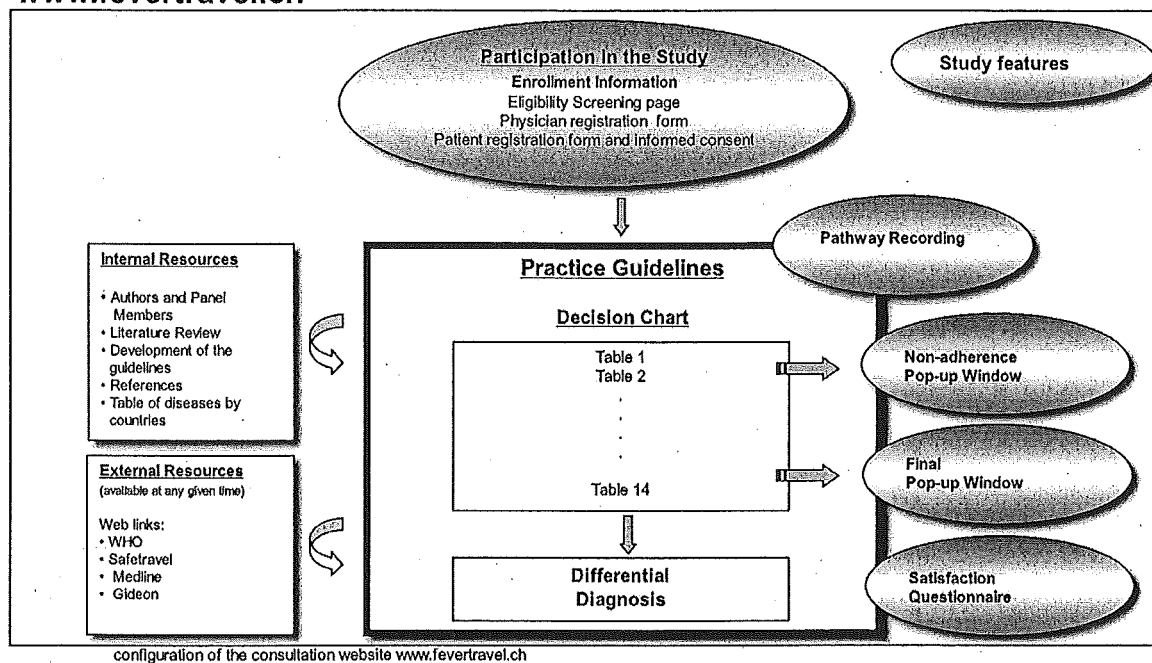 www.fevertravel.ch
Participation in the Study
Enrollment Information
Eligibility Screening page
Physician registration form
Patient registration form and informed consent
Study features
Pathway Recording
Internal Resources
• Authors and Panel
Members
• Literature Review
• Development of the
guidelines
• References
• Table of diseases by
countries
Practice Guidelines
Decision Chart
Table 1
Table 2
.
.
.
.
Table 14
Non-adherence
Pop-up Window
External Resources
(available at any given time)
Web links:
• WHO
• Safetravel
• Medline
• Gideon
Final
Pop-up Window
Differential
Diagnosis
Satisfaction
Questionnaire
configuration of the consultation website www.fevertravel.ch